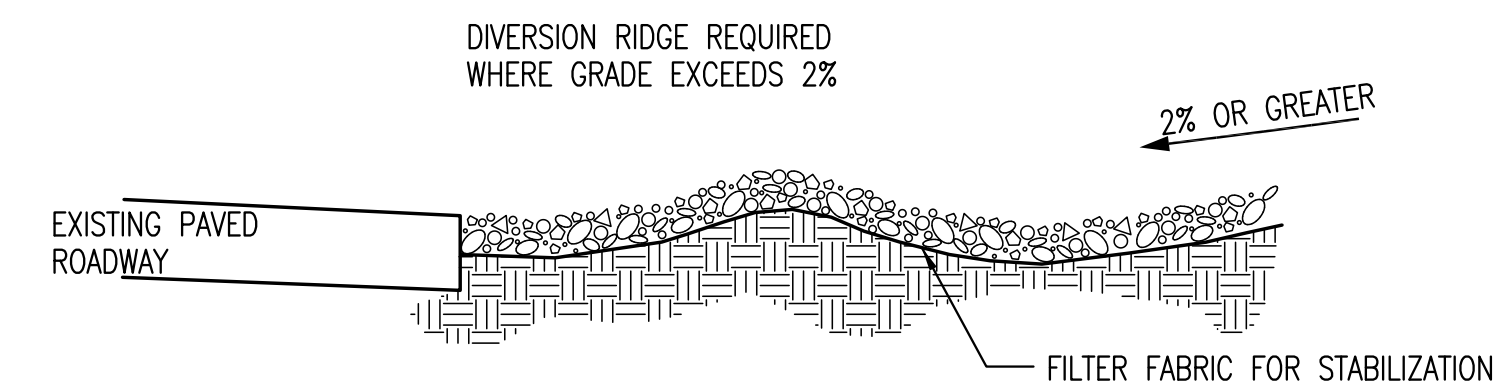 DIVERSION RIDGE REQUIRED
WHERE GRADE EXCEEDS 2%
2% OR GREATER
EXISTING PAVED
ROADWAY
FILTER FABRIC FOR STABILIZATION